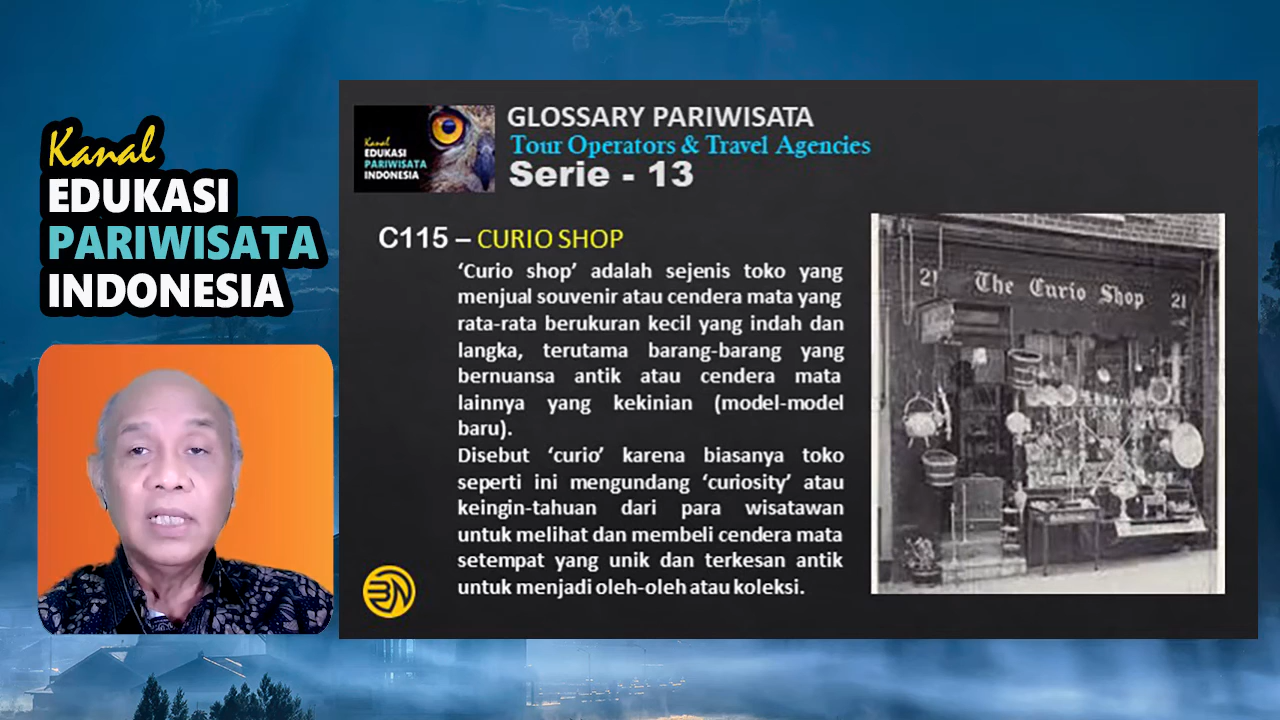 Kanal
EDUKASI
PARIWISATA
INDONESIA
Kanal
EDUKASI
PARIWISATA
INDONESIA
GLOSSARY PARIWISATA
Tour Operators & Travel Agencies
Serie - 13
C115 – CURIO SHOP
‘Curio shop’ adalah sejenis toko yang
menjual souvenir atau cendera mata yang
rata-rata berukuran kecil yang indah dan
langka, terutama barang-barang yang
bernuansa antik atau cendera mata
lainnya yang kekinian (model-model
baru).
Disebut ‘curio’ karena biasanya toko
seperti ini mengundang ‘curiosity’ atau
keingin-tahuan dari para wisatawan
untuk melihat dan membeli cendera mata
setempat yang unik dan terkesan antik
untuk menjadi oleh-oleh atau koleksi.
21 The Curio Shop 21